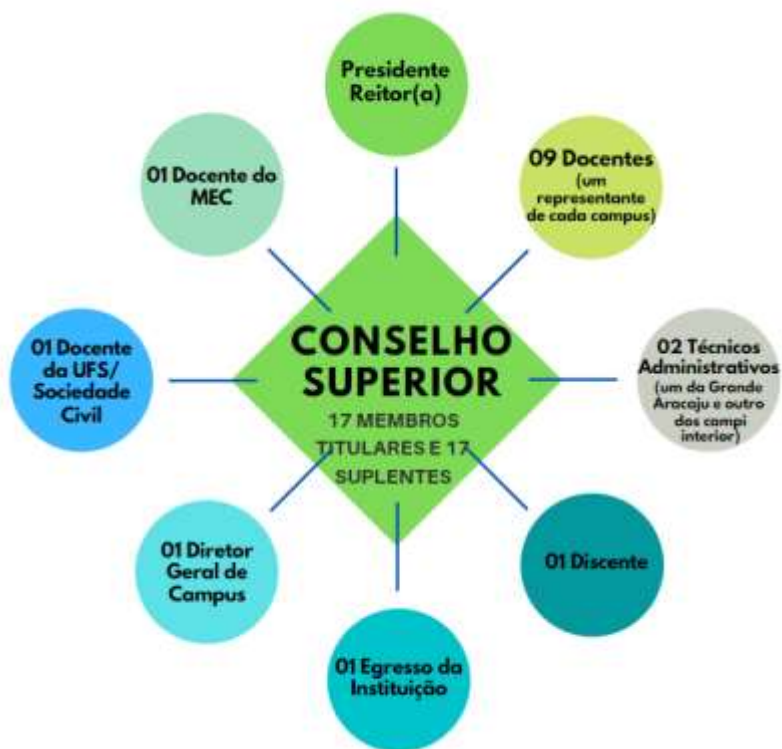 Presidente
Reitor(a)
09 Docentes
(um
representante
de cada campus)
01 Docente do
MEC
CONSELHO
SUPERIOR
17 MEMBROS
TITULARES E 17
SUPLENTES
01 Docente
da UFS/
Sociedade
Civil
02 Técnicos
Administrativos
(um da Grande
Aracaju e outro
dos campi
interior)
01 Diretor
Geral de
Campus
01 Discente
01 Egresso da
Instituição